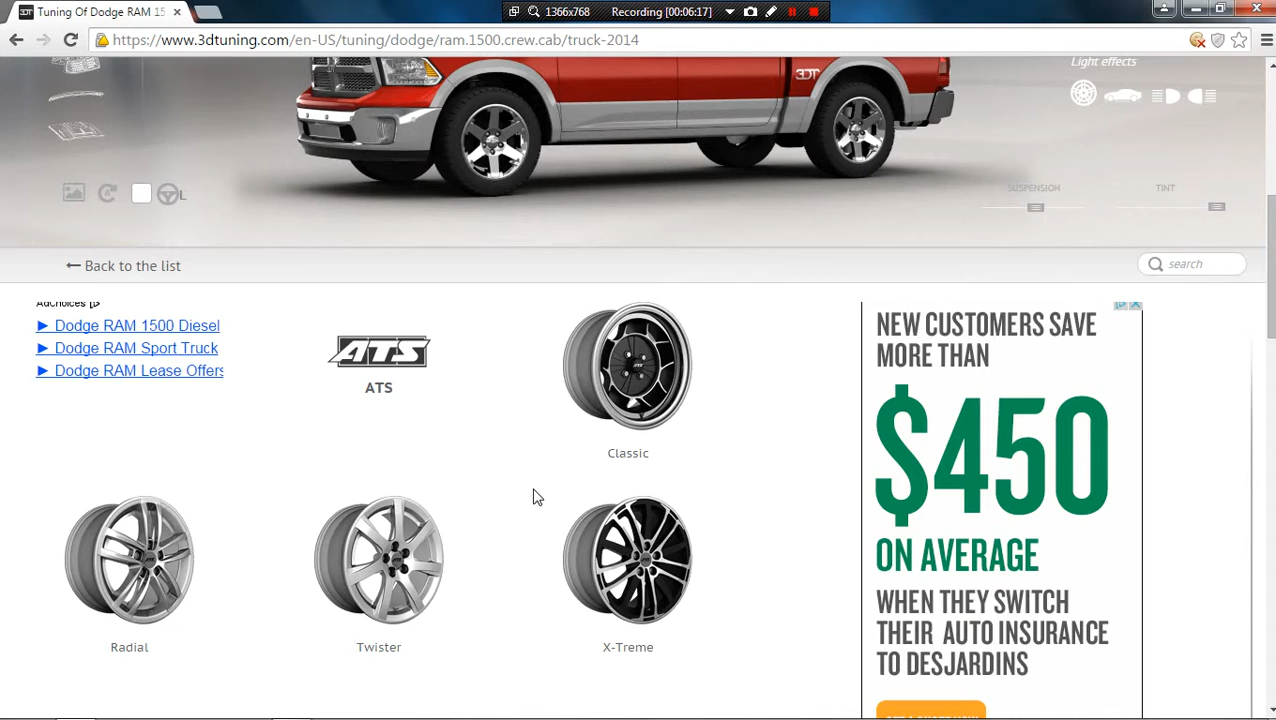 Tuning Of Dodge RAM 15
1366x768
Recording [00:06:17]
https://www.3dtuning.com/en-US/tuning/dodge/ram.1500.crew.cab/truck-2014
Light effects
3DT
L
SUSPENSION
TINT
Back to the list
search
AdChoices
Dodge RAM 1500 Diesel
Dodge RAM Sport Truck
Dodge RAM Lease Offers
ATS
ATS
Classic
Radial
Twister
X-Treme
NEW CUSTOMERS SAVE
MORE THAN
$450
ON AVERAGE
WHEN THEY SWITCH
THEIR AUTO INSURANCE
TO DESJARDINS